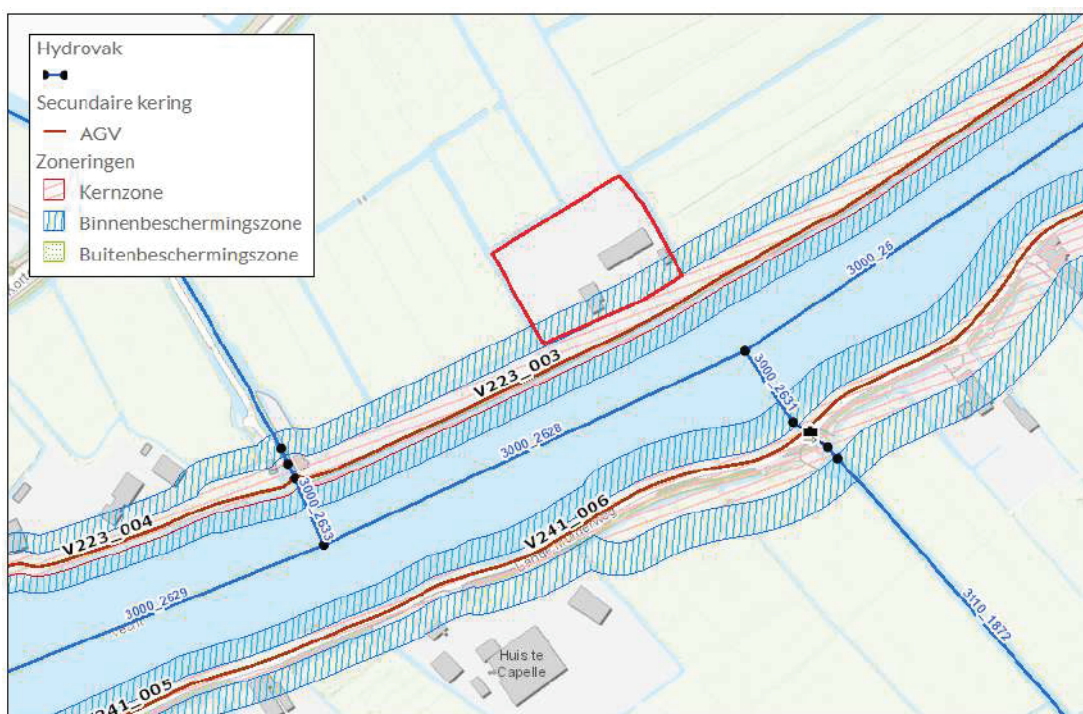 Hydrovak
Secundaire kering
AGV
Zoneringen
Kernzone
Binnenbeschermingszone
Buitenbeschermingszone
3000_26
V223_003
3000_2631
3000_2628
V223_004
3000_2633
V241_006
3000_2629
3110_1872
Huis te
Capelle
241_005